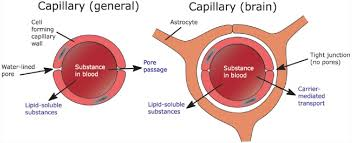 Capillary (general)
Cell
forming
capillary
wall
Water-lined
pore
Substance
in blood
Pore
passage
Lipid-soluble
substances
Capillary (brain)
Astrocyte
Tight junction
(no pores)
Substance
in blood
Lipid-soluble
substances
Carrier-
mediated
transport